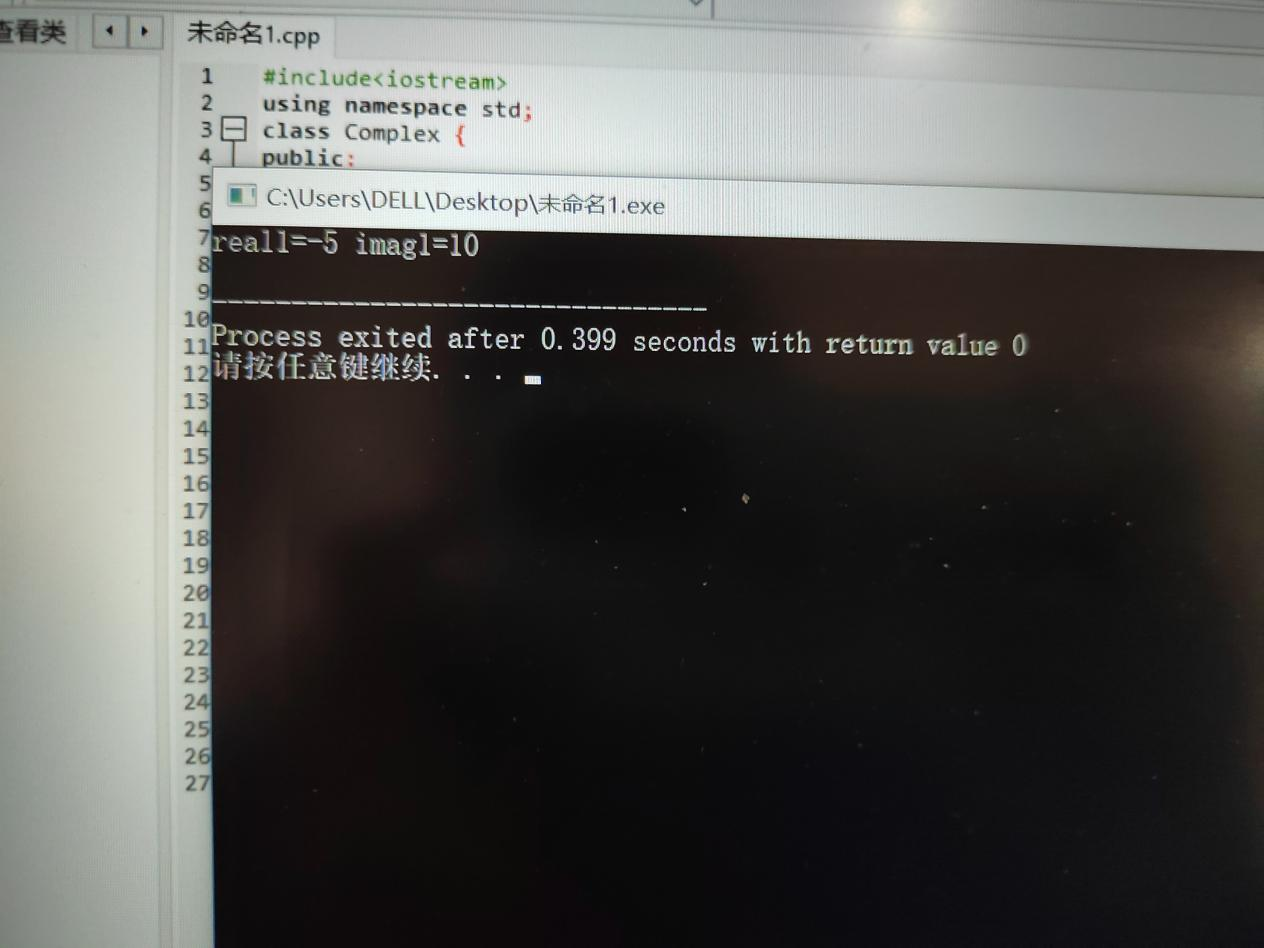 查看类
未命名1.cpp
1 #include<iostream>
2 using namespace std;
3 class Complex {
4 public:
5
C:\Users\DELL\Desktop\未命名1.exe
6
7
real1=-5 imag1=10
8
9
--------------------------------
10
Process exited after 0.399 seconds with return value 0
11
请按任意键继续. . .
12
13
14
15
16
17
18
19
20
21
22
23
24
25
26
27